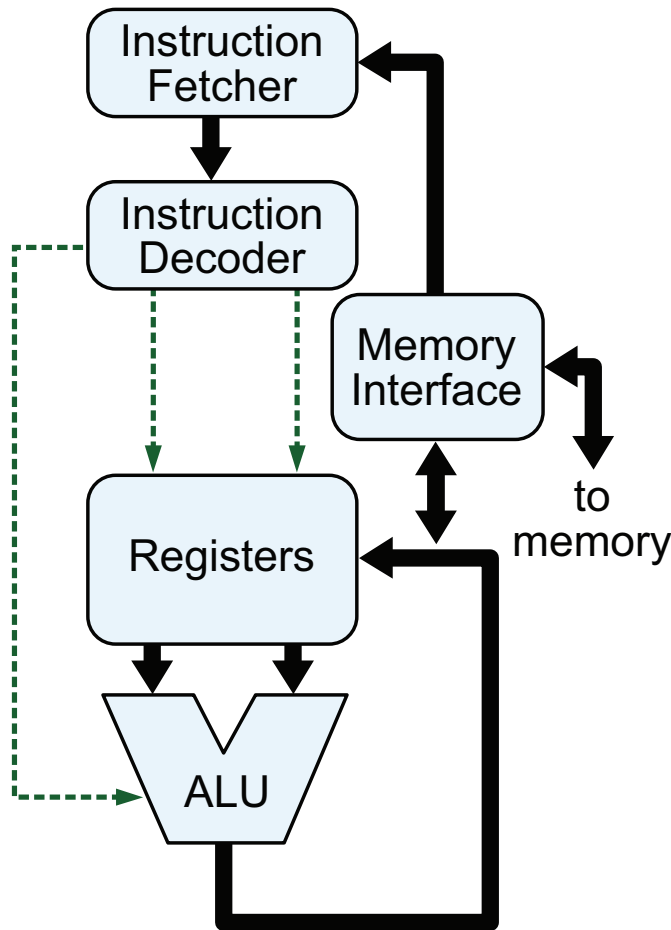 Instruction
Fetcher
Instruction
Decoder
Memory
Interface
to
memory
Registers
ALU